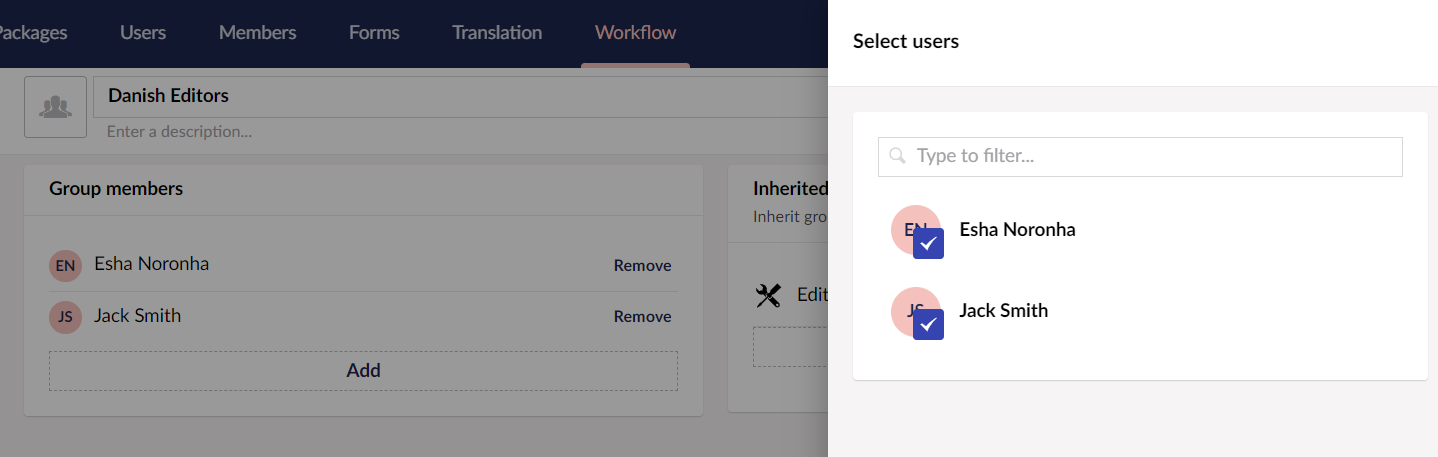 Packages Users Members Forms Translation Workflow
Danish Editors
Enter a description...
Group members
EN Esha Noronha Remove
JS Jack Smith Remove
Add
Inherited
Inherit gro
Edit
Select users
Type to filter...
EN Esha Noronha
JS Jack Smith